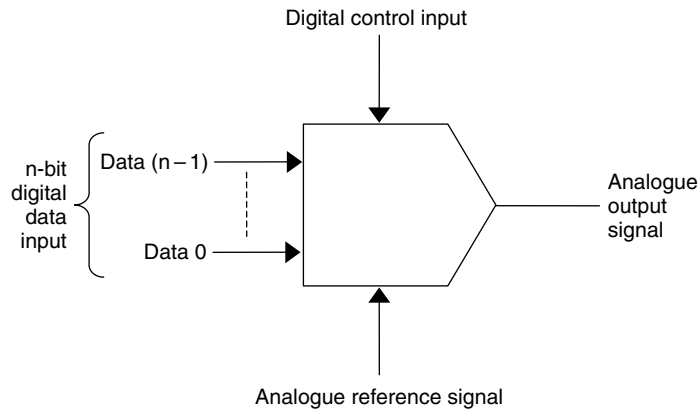 Digital control input
n-bit
digital
data
input
Data (n – 1)
Data 0
Analogue
output
signal
Analogue reference signal